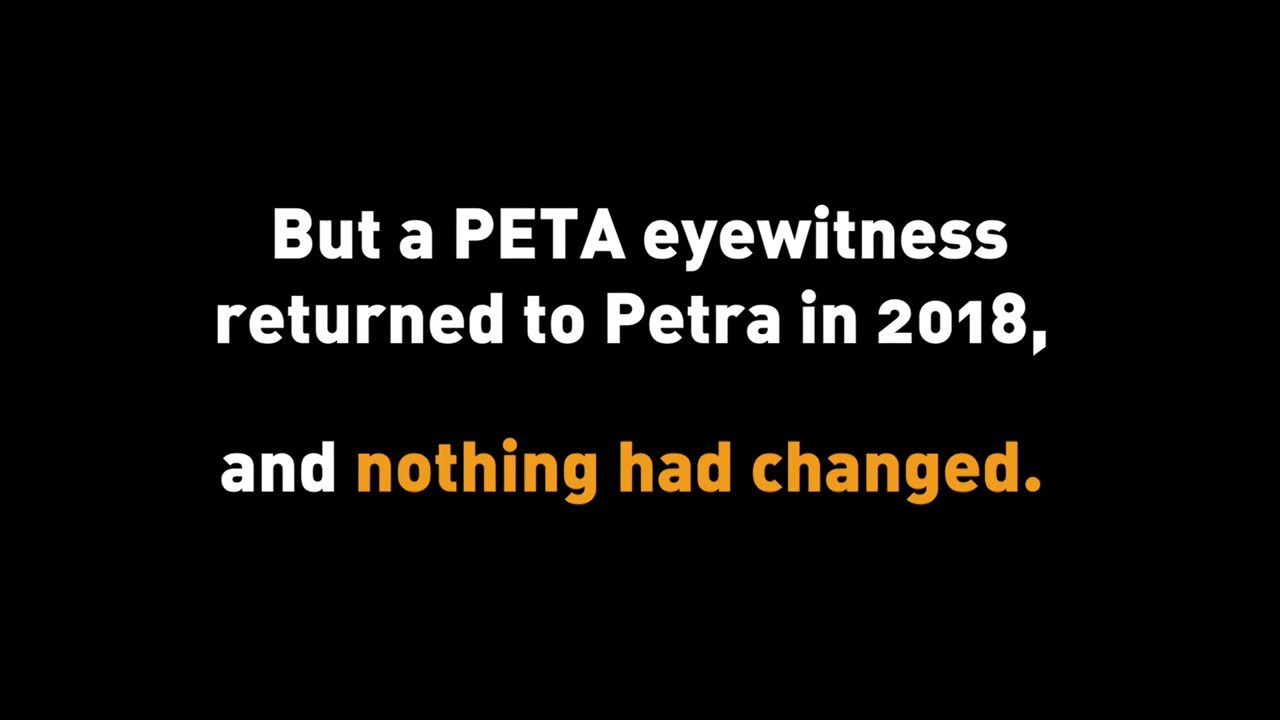 But a PETA eyewitness
returned to Petra in 2018,
and nothing had changed.